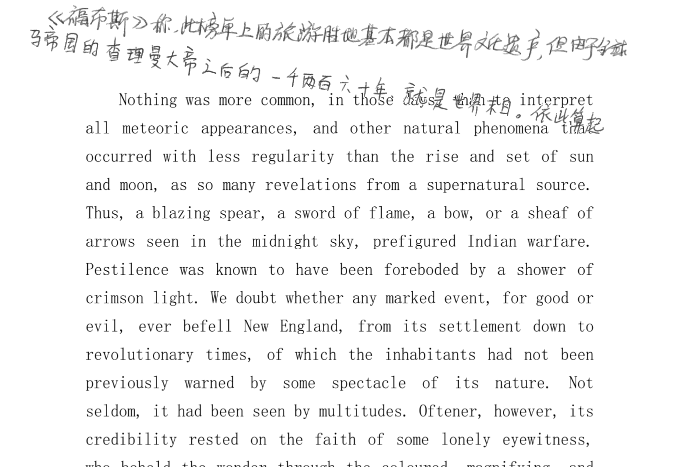 《福布斯》称,此榜单上的旅游胜地基本都是世界文化遗产,但由于全球
马帝国的查理曼大帝之后的一千两百六十年 就是世界末日。依此算起
Nothing was more common, in those days, than to interpret
all meteoric appearances, and other natural phenomena that
occurred with less regularity than the rise and set of sun
and moon, as so many revelations from a supernatural source.
Thus, a blazing spear, a sword of flame, a bow, or a sheaf of
arrows seen in the midnight sky, prefigured Indian warfare.
Pestilence was known to have been foreboded by a shower of
crimson light. We doubt whether any marked event, for good or
evil, ever befell New England, from its settlement down to
revolutionary times, of which the inhabitants had not been
previously warned by some spectacle of its nature. Not
seldom, it had been seen by multitudes. Oftener, however, its
credibility rested on the faith of some lonely eyewitness,
who beheld the wonder through the coloured, magnifying, and